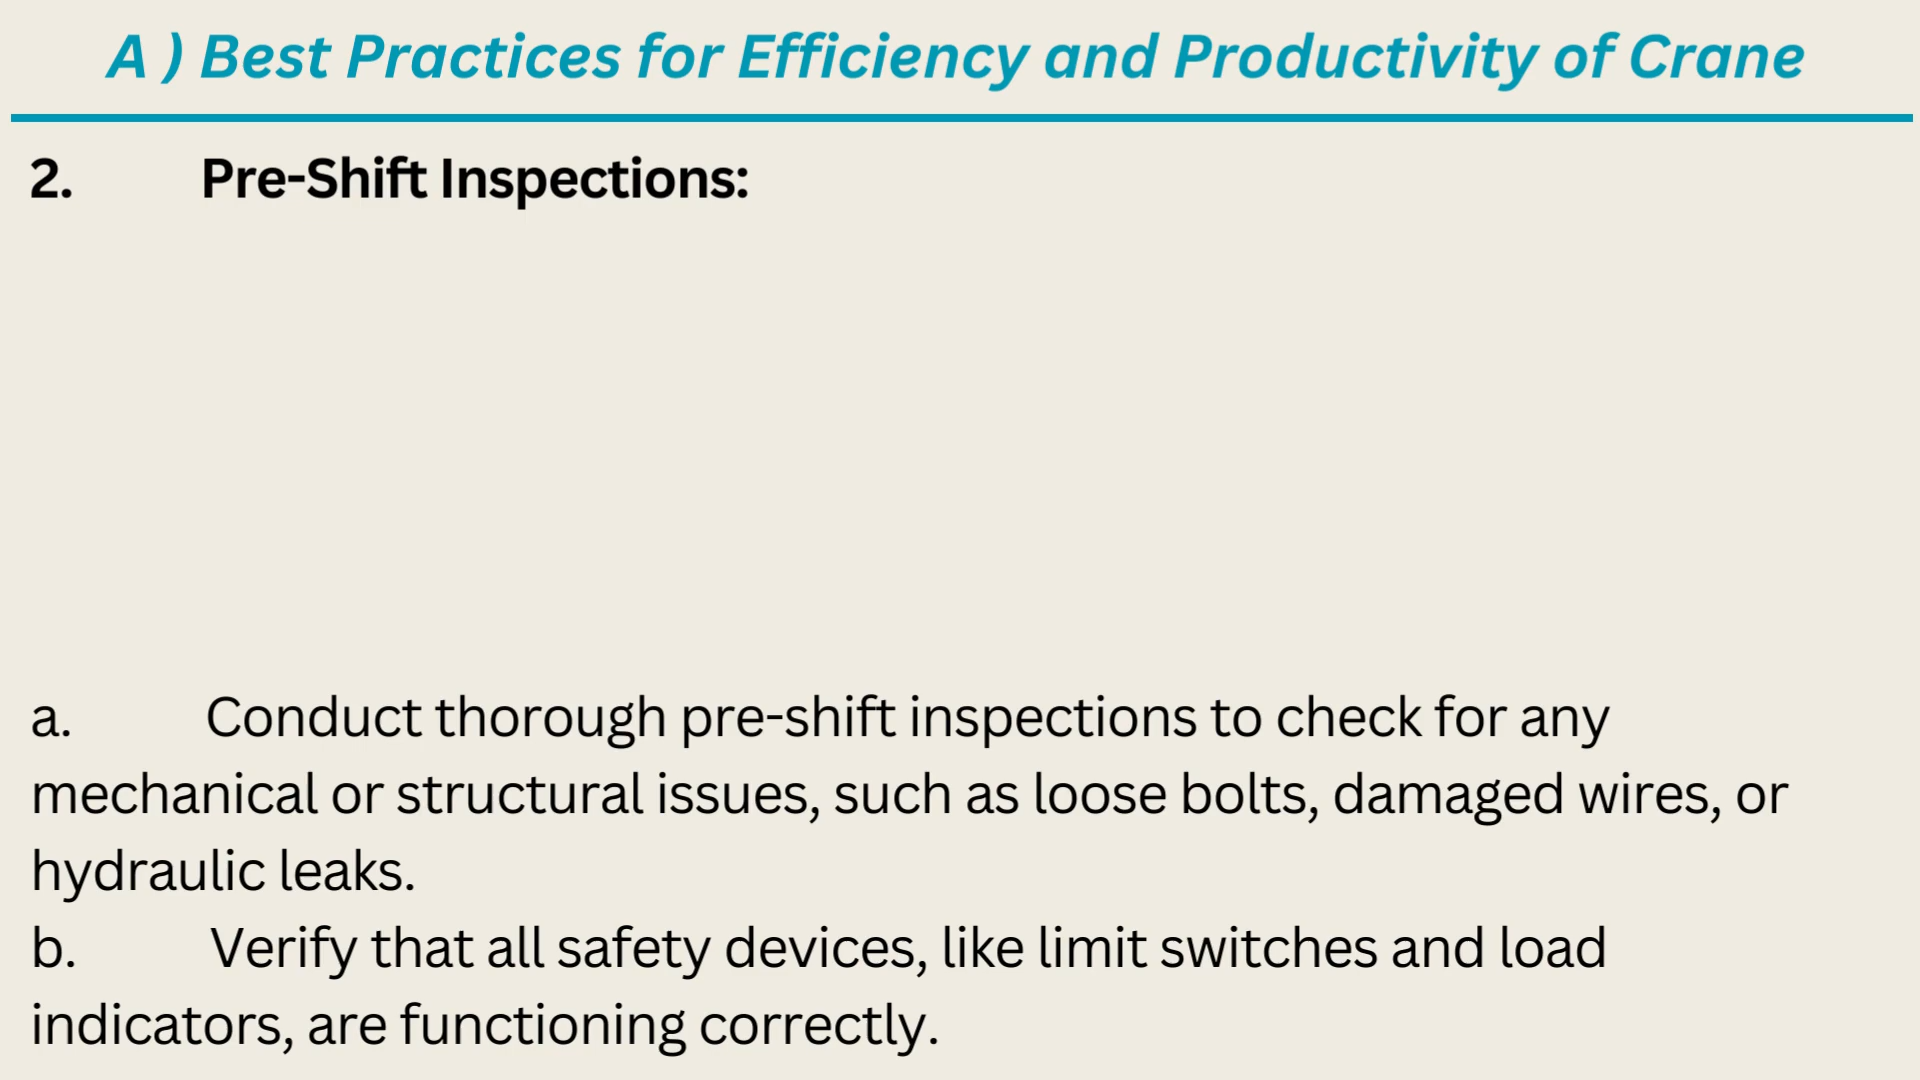 A ) Best Practices for Efficiency and Productivity of Crane
2. Pre-Shift Inspections:
a. Conduct thorough pre-shift inspections to check for any
mechanical or structural issues, such as loose bolts, damaged wires, or
hydraulic leaks.
b. Verify that all safety devices, like limit switches and load
indicators, are functioning correctly.